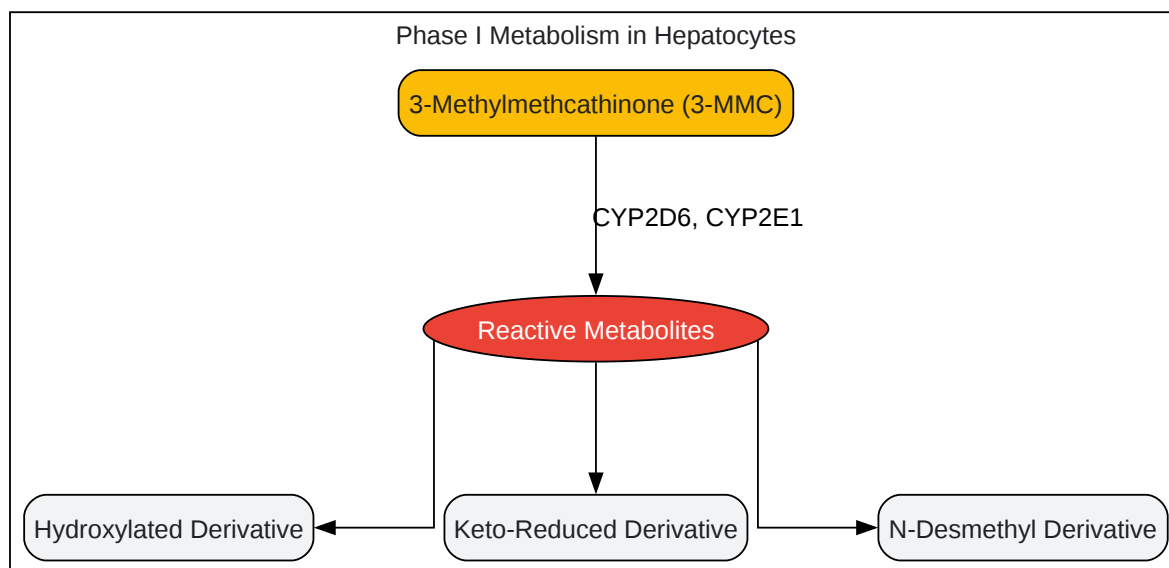 Phase I Metabolism in Hepatocytes
3-Methylmethcathinone (3-MMC)
CYP2D6, CYP2E1
Reactive Metabolites
Hydroxylated Derivative
Keto-Reduced Derivative
N-Desmethyl Derivative